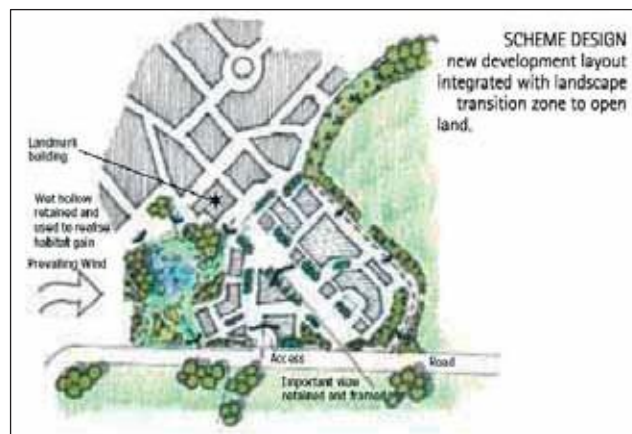 SCHEME DESIGN
new development layout
integrated with landscape
transition zone to open
land.
Landmark
building
Wet hollow
retained and
used to realise
habitat gain
Prevailing Wind
Access
Road
Important view
retained and framed